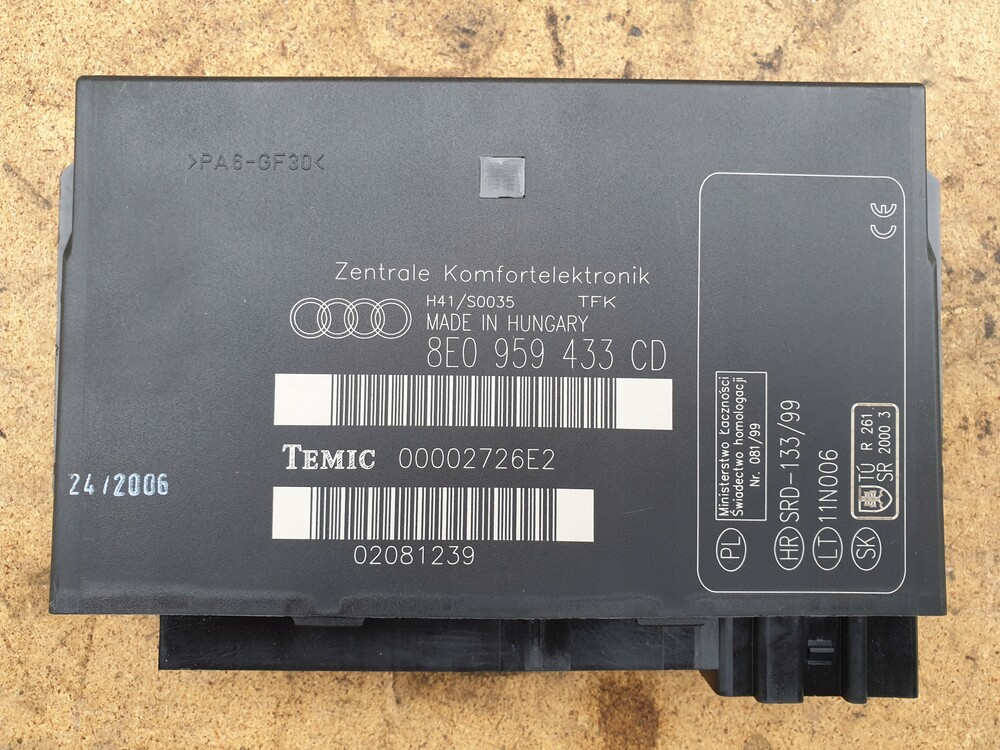 >PA6-GF30<
Zentrale Komfortelektronik
H41/S0035 TFK
MADE IN HUNGARY
8E0 959 433 CD
TEMIC 00002726E2
02081239
24/2006
CE
PL Ministerstwo Łaczności
Świadectwo homologacji
Nr. 081/99
HR SRD-133/99
LT 11N006
SK TÚ R 261
SR 2000 3